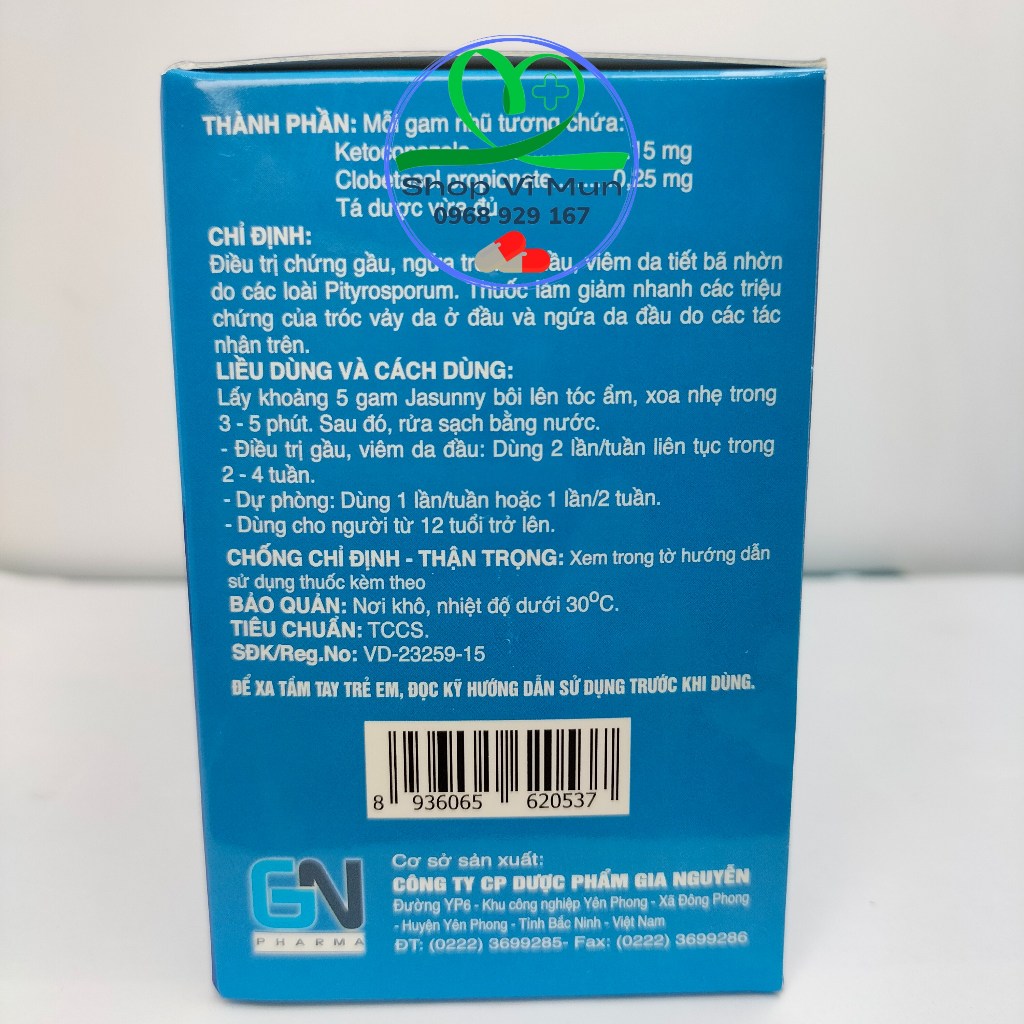 THÀNH PHẦN: Mỗi gam nhũ tương chứa:
Ketoconazole 15 mg
Clobetasol propionate ...... 0,25 mg
Tá dược vừa đủ
Shop Vi Mun
0968 929 167
CHỈ ĐỊNH:
Điều trị chứng gầu, ngứa viêm da tiết bã nhờn
do các loài Pityrosporum. Thuốc làm giảm nhanh các triệu
chứng của tróc vảy da ở đầu và ngứa da đầu do các tác
nhân trên.
LIỀU DÙNG VÀ CÁCH DÙNG:
Lấy khoảng 5 gam Jasunny bôi lên tóc ẩm, xoa nhẹ trong
3 - 5 phút. Sau đó, rửa sạch bằng nước.
- Điều trị gầu, viêm da đầu: Dùng 2 lần/tuần liên tục trong
2 - 4 tuần.
- Dự phòng: Dùng 1 lần/tuần hoặc 1 lần/2 tuần.
- Dùng cho người từ 12 tuổi trở lên.
CHỐNG CHỈ ĐỊNH - THẬN TRỌNG: Xem trong tờ hướng dẫn
sử dụng thuốc kèm theo
BẢO QUẢN: Nơi khô, nhiệt độ dưới 30°C.
TIÊU CHUẨN: TCCS.
SĐK/Reg.No: VD-23259-15
ĐỂ XA TẦM TAY TRẺ EM, ĐỌC KỸ HƯỚNG DẪN SỬ DỤNG TRƯỚC KHI DÙNG.
8 936065 620537
GN
PHARMA
Cơ sở sản xuất:
CÔNG TY CP DƯỢC PHẨM GIA NGUYỄN
Đường YP6 - Khu công nghiệp Yên Phong - Xã Đông Phong
- Huyện Yên Phong - Tỉnh Bắc Ninh - Việt Nam
ĐT: (0222) 3699285- Fax: (0222) 3699286